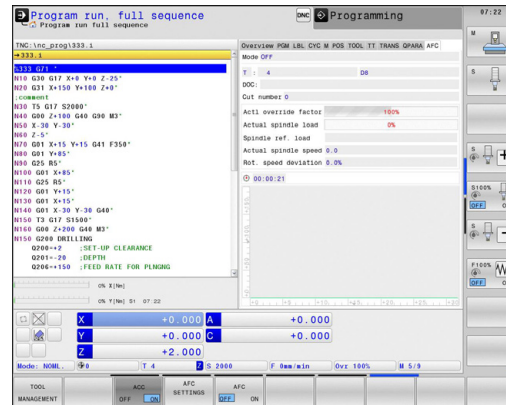 Program run, full sequence
Program run full sequence
DNC
Programming
07:22
TNC:\nc_prog\333.i
→333.i
%333 G71 *
N10 G30 G17 X+0 Y+0 Z-25*
N20 G31 X+150 Y+100 Z+0*
;comment
N30 T5 G17 S2000*
N40 G00 Z+100 G40 G90 M3*
N50 X-30 Y-30*
N60 Z-5*
N70 G01 X+15 Y+15 G41 F350*
N80 G01 Y+85*
N90 G25 R5*
N100 G01 X+85*
N110 G25 R5*
N120 G01 Y+15*
N130 G01 X+15*
N140 G01 X-30 Y-30 G40*
N150 T3 G17 S1500*
N160 G00 Z+200 G40 M3*
N150 G200 DRILLING
Q200=+2 ;SET-UP CLEARANCE
Q201=-20 ;DEPTH
Q206=+150 ;FEED RATE FOR PLNGNG
0% X[Nm]
0% Y[Nm] S1 07:22
Overview PGM LBL CYC M POS TOOL TT TRANS QPARA AFC
Mode OFF
T : 4 D8
DOC:
Cut number 0
Actl override factor 100%
Actual spindle load 0%
Spindle ref. load
Actual spindle speed 0.0
Rot. speed deviation 0.0%
00:00:21
X +0.000 A +0.000
Y +0.000 C +0.000
Z +2.000
Mode: NOML. 0 T 4 Z S 2000 F 0mm/min Ovr 100% M 5/9
TOOL MANAGEMENT
ACC OFF ON
AFC SETTINGS
AFC OFF ON
M
S
S
S100%
OFF
S
F100%
OFF